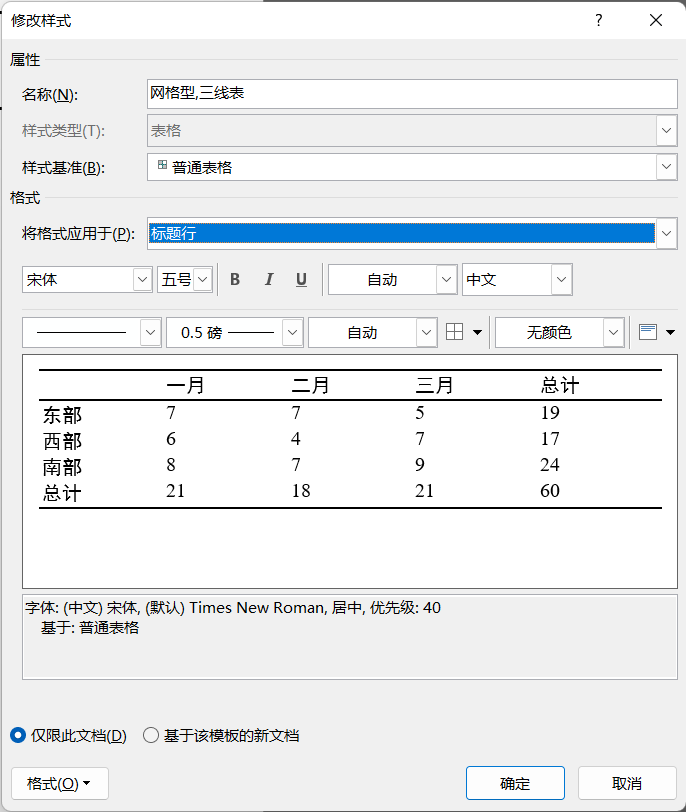 修改样式 ?
属性
名称(N): 网格型,三线表
样式类型(T): 表格
样式基准(B): 普通表格
格式
将格式应用于(P): 标题行
宋体 五号 B I U 自动 中文
0.5 磅 自动 无颜色
一月 二月 三月 总计
东部 7 7 5 19
西部 6 4 7 17
南部 8 7 9 24
总计 21 18 21 60
字体: (中文) 宋体, (默认) Times New Roman, 居中, 优先级: 40
基于: 普通表格
仅限此文档(D) 基于该模板的新文档
格式(O) 确定 取消